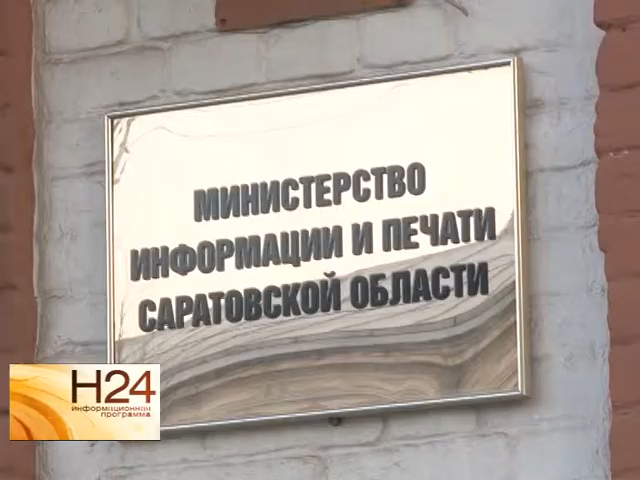 МИНИСТЕРСТВО
ИНФОРМАЦИИ И ПЕЧАТИ
САРАТОВСКОЙ ОБЛАСТИ
Н24
информационная
программа